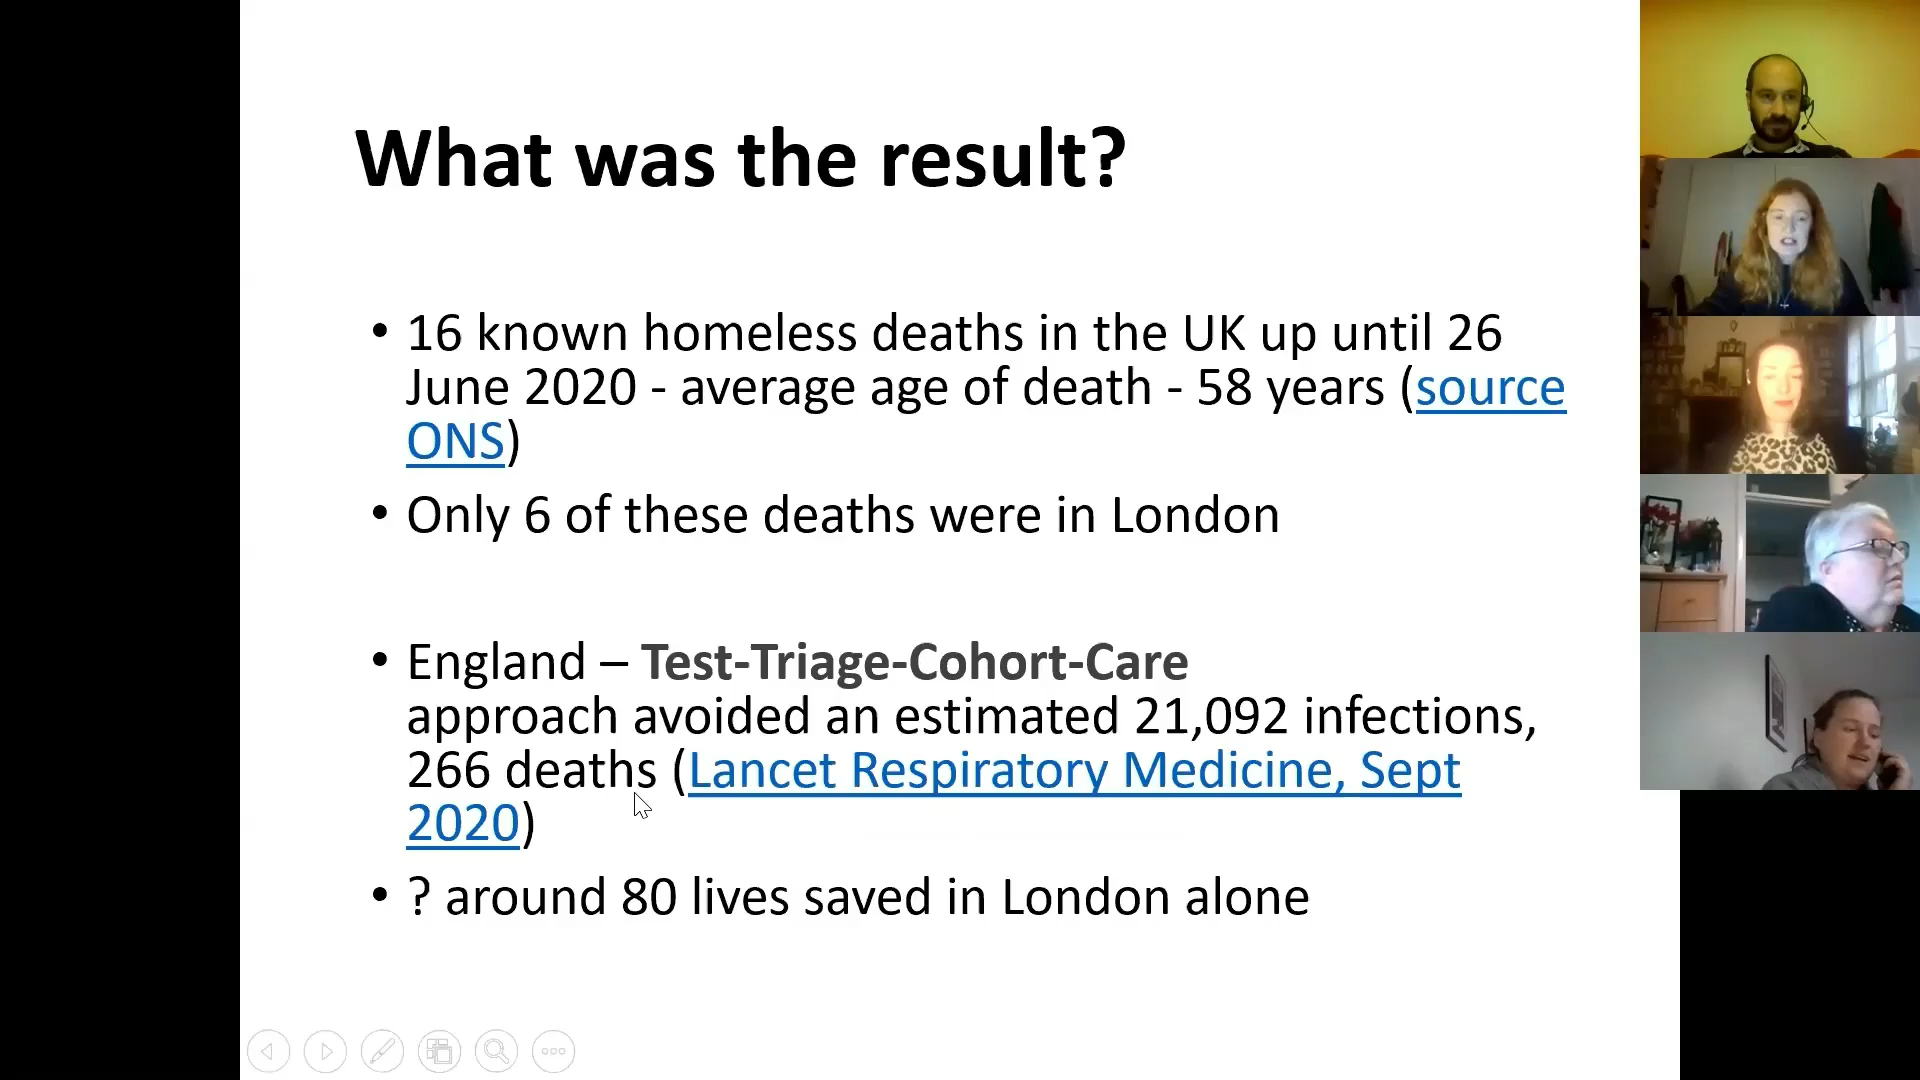 What was the result?
• 16 known homeless deaths in the UK up until 26
June 2020 - average age of death - 58 years (source
ONS)
• Only 6 of these deaths were in London
• England – Test-Triage-Cohort-Care
approach avoided an estimated 21,092 infections,
266 deaths (Lancet Respiratory Medicine, Sept
2020)
• ? around 80 lives saved in London alone